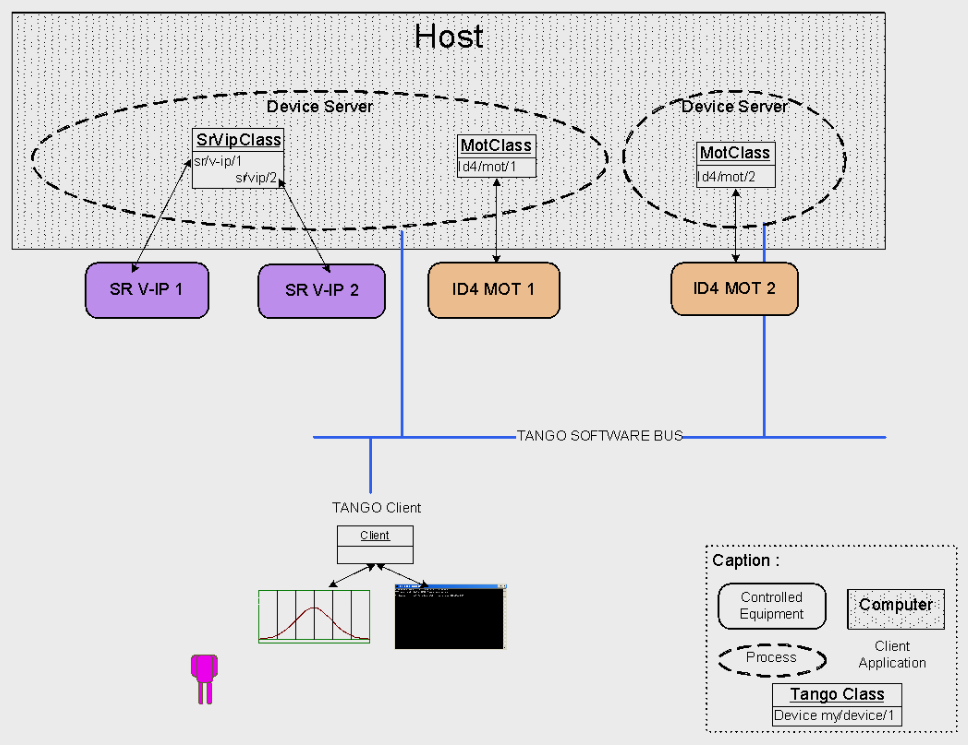 Host
Device Server
Device Server
SrVipClass
sr/v-ip/1
sr/vip/2
MotClass
Id4/mot/1
MotClass
Id4/mot/2
SR V-IP 1
SR V-IP 2
ID4 MOT 1
ID4 MOT 2
TANGO SOFTWARE BUS
TANGO Client
Client
Caption :
Controlled
Equipment
Computer
Process
Client
Application
Tango Class
Device my/device/1